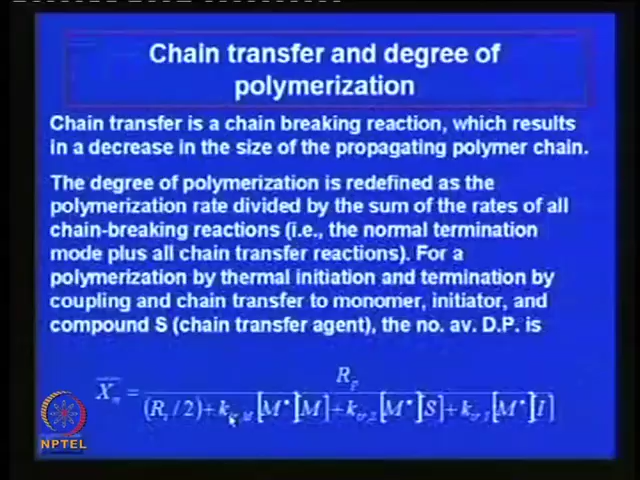 Chain transfer and degree of
polymerization
Chain transfer is a chain breaking reaction, which results
in a decrease in the size of the propagating polymer chain.
The degree of polymerization is redefined as the
polymerization rate divided by the sum of the rates of all
chain-breaking reactions (i.e., the normal termination
mode plus all chain transfer reactions). For a
polymerization by thermal initiation and termination by
coupling and chain transfer to monomer, initiator, and
compound S (chain transfer agent), the no. av. D.P. is
X̄ₙ = Rₚ / ((Rₜ/2) + kₜᵣ,M[M•][M] + kₜᵣ,S[M•][S] + kₜᵣ,I[M•][I])
NPTEL